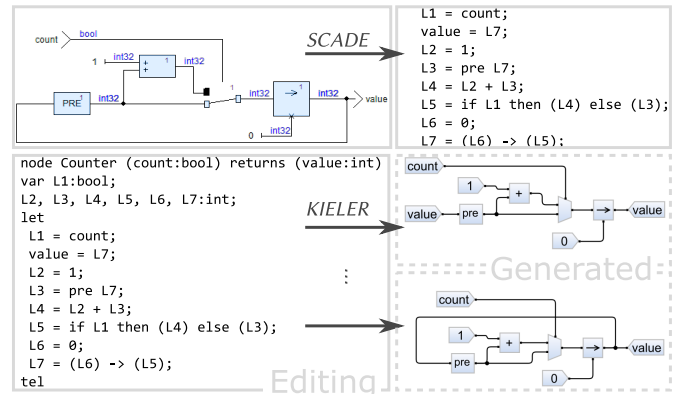 count
bool
int32
1
1
int32
+
+
int32
1
int32
1
int32
value
PRE
1
int32
0
int32
SCADE
L1 = count;
value = L7;
L2 = 1;
L3 = pre L7;
L4 = L2 + L3;
L5 = if L1 then (L4) else (L3);
L6 = 0;
L7 = (L6) -> (L5);
node Counter (count:bool) returns (value:int)
var L1:bool;
L2, L3, L4, L5, L6, L7:int;
let
L1 = count;
value = L7;
L2 = 1;
L3 = pre L7;
L4 = L2 + L3;
L5 = if L1 then (L4) else (L3);
L6 = 0;
L7 = (L6) -> (L5);
tel
Editing
KIELER
count
1
+
value
pre
value
0
Generated
count
1
+
pre
value
0